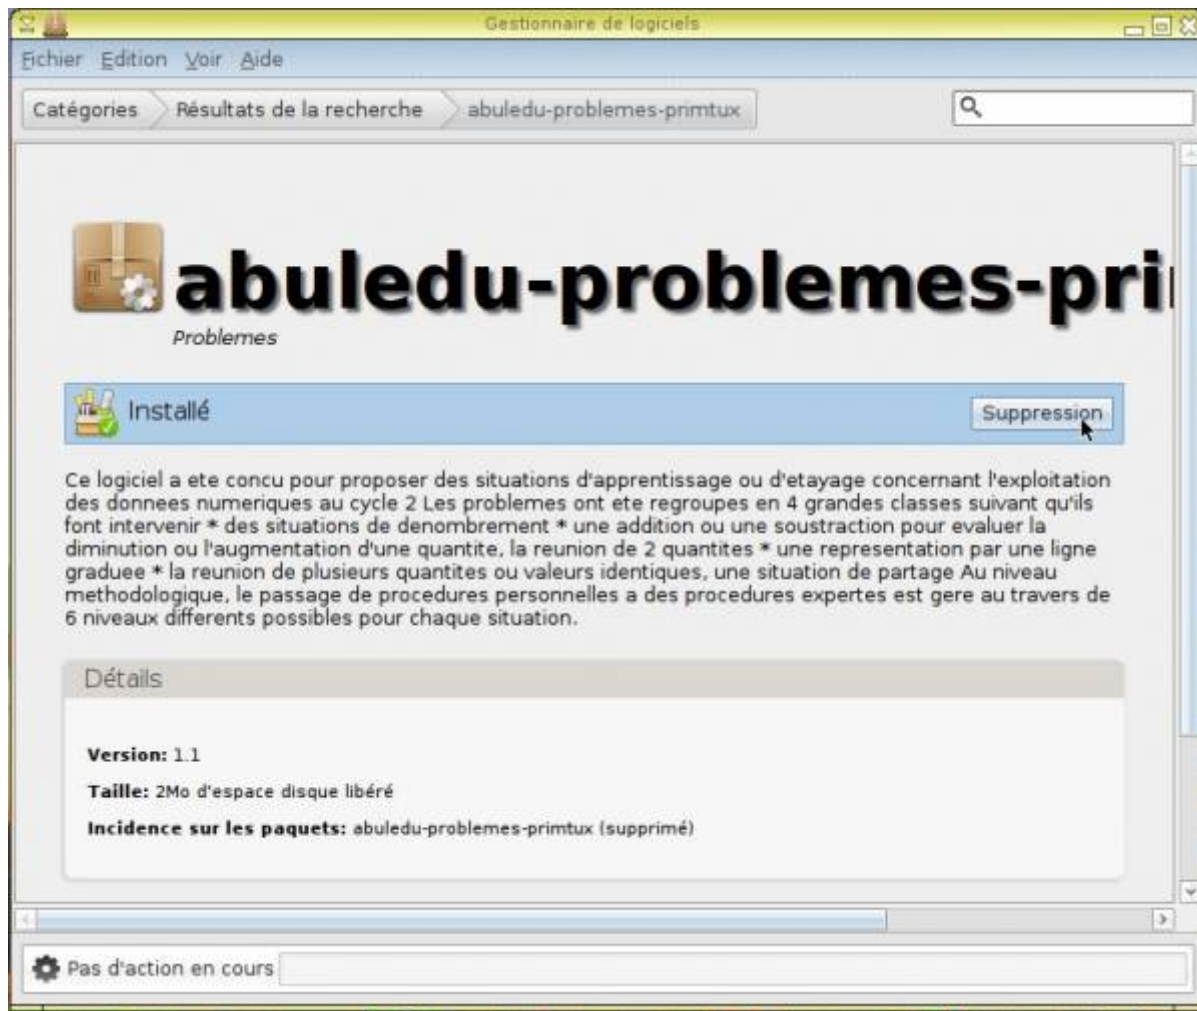 Gestionnaire de logiciels
Fichier Edition Voir Aide
Catégories Résultats de la recherche abuledu-problemes-primtux
abuledu-problemes-pri
Problemes
Installé Suppression
Ce logiciel a ete concu pour proposer des situations d'apprentissage ou d'etayage concernant l'exploitation
des donnees numeriques au cycle 2 Les problemes ont ete regroupes en 4 grandes classes suivant qu'ils
font intervenir * des situations de denombrement * une addition ou une soustraction pour evaluer la
diminution ou l'augmentation d'une quantite, la reunion de 2 quantites * une representation par une ligne
graduee * la reunion de plusieurs quantites ou valeurs identiques, une situation de partage Au niveau
methodologique, le passage de procedures personnelles a des procedures expertes est gere au travers de
6 niveaux differents possibles pour chaque situation.
Détails
Version: 1.1
Taille: 2Mo d'espace disque libéré
Incidence sur les paquets: abuledu-problemes-primtux (supprimé)
Pas d'action en cours